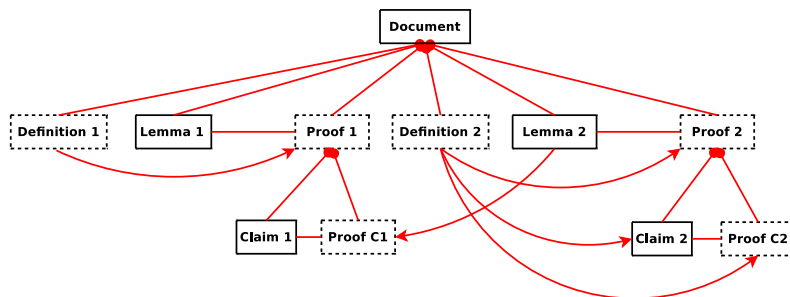 Document
Definition 1
Lemma 1
Proof 1
Definition 2
Lemma 2
Proof 2
Claim 1
Proof C1
Claim 2
Proof C2